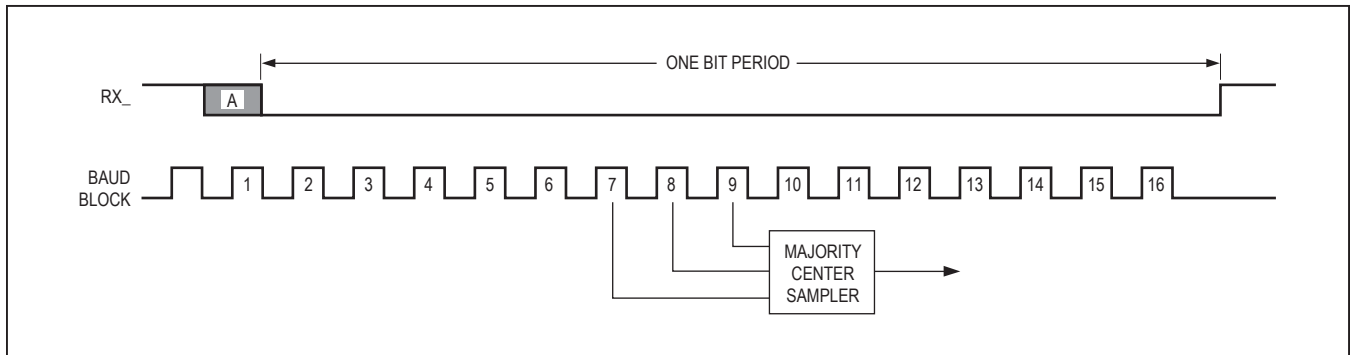 ONE BIT PERIOD
RX_
A
BAUD
BLOCK
1 2 3 4 5 6 7 8 9 10 11 12 13 14 15 16
MAJORITY
CENTER
SAMPLER